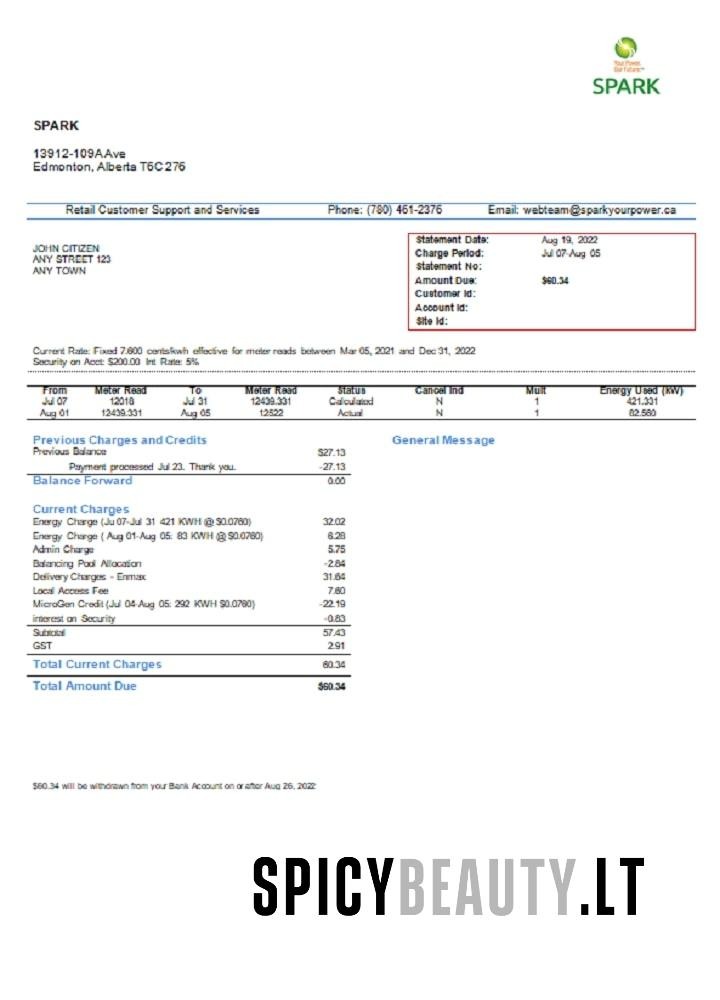 Your Power.
Our Future™
SPARK
SPARK
13912-109AAve
Edmonton, Alberta T6C276
Retail Customer Support and Services Phone: (780) 461-2376 Email: webteam@sparkyourpower.ca
JOHN CITIZEN
ANY STREET 123
ANY TOWN
Statement Date: Aug 19, 2022
Charge Period: Jul 07-Aug 05
Statement No:
Amount Due: $60.34
Customer Id:
Account Id:
Site Id:
Current Rate: Fixed 7.600 cents/kwh effective for meter reads between Mar 05, 2021 and Dec 31, 2022
Security on Acct: $200.00 Int Rate: 5%
From Meter Read To Meter Read Status Cancel Ind Mult Energy Used (kW)
Jul 07 12018 Jul 31 12439.331 Calculated N 1 421.331
Aug 01 12439.331 Aug 05 12522 Actual N 1 82.580
Previous Charges and Credits
Previous Balance $27.13
Payment processed Jul 23. Thank you. -27.13
Balance Forward 0.00
General Message
Current Charges
Energy Charge (Ju 07-Jul 31 421 KWH @ $0.0760) 32.02
Energy Charge ( Aug 01-Aug 05: 83 KWH @ $0.0760) 6.28
Admin Charge 5.75
Balancing Pool Allocation -2.84
Delivery Charges - Enmax 31.64
Local Access Fee 7.60
MicroGen Credit (Jul 04-Aug 05: 292 KWH $0.0760) -22.19
interest on Security -0.83
Subtotal 57.43
GST 2.91
Total Current Charges 60.34
Total Amount Due $60.34
$60.34 will be withdrawn from your Bank Account on or after Aug 26, 2022
SPICYBEAUTY.LT